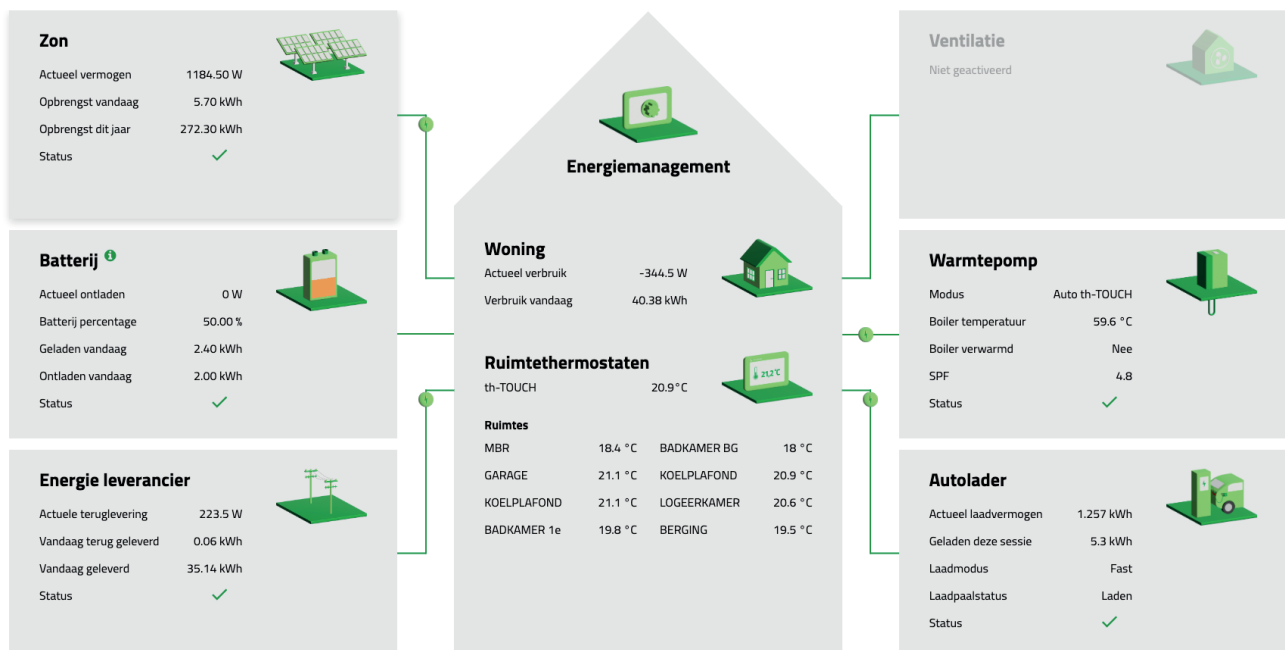 Zon
Actueel vermogen 1184.50 W
Opbrengst vandaag 5.70 kWh
Opbrengst dit jaar 272.30 kWh
Status
Batterij
Actueel ontladen 0 W
Batterij percentage 50.00 %
Geladen vandaag 2.40 kWh
Ontladen vandaag 2.00 kWh
Status
Energie leverancier
Actuele teruglevering 223.5 W
Vandaag terug geleverd 0.06 kWh
Vandaag geleverd 35.14 kWh
Status
Energiemanagement
Woning
Actueel verbruik -344.5 W
Verbruik vandaag 40.38 kWh
Ruimtethermostaten
th-TOUCH 20.9°C
21,2°C
Ruimtes
MBR 18.4 °C BADKAMER BG 18 °C
GARAGE 21.1 °C KOELPLAFOND 20.9 °C
KOELPLAFOND 21.1 °C LOGEERKAMER 20.6 °C
BADKAMER 1e 19.8 °C BERGING 19.5 °C
Ventilatie
Niet geactiveerd
Warmtepomp
Modus Auto th-TOUCH
Boiler temperatuur 59.6 °C
Boiler verwarmd Nee
SPF 4.8
Status
Autolader
Actueel laadvermogen 1.257 kWh
Geladen deze sessie 5.3 kWh
Laadmodus Fast
Laadpaalstatus Laden
Status